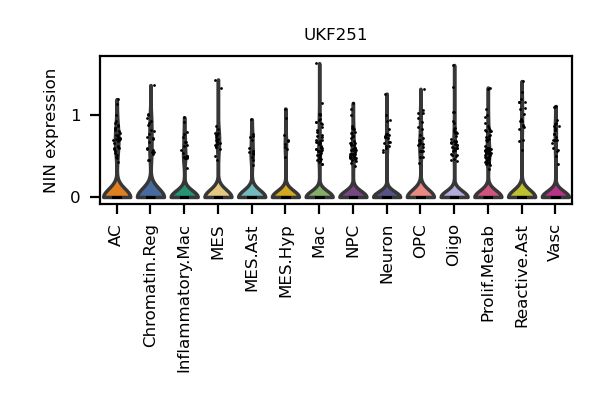 UKF251
NIN expression
1
0
AC
Chromatin.Reg
Inflammatory.Mac
MES
MES.Ast
MES.Hyp
Mac
NPC
Neuron
OPC
Oligo
Prolif.Metab
Reactive.Ast
Vasc